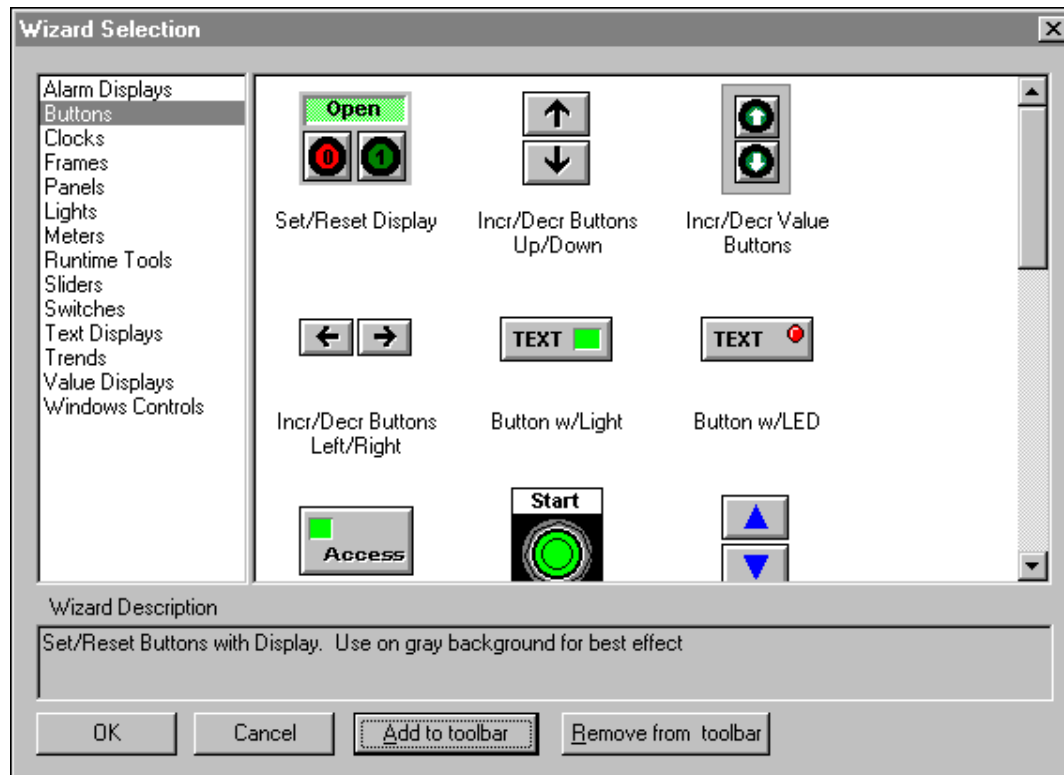 Wizard Selection
Alarm Displays
Buttons
Clocks
Frames
Panels
Lights
Meters
Runtime Tools
Sliders
Switches
Text Displays
Trends
Value Displays
Windows Controls
Open
0 1
Set/Reset Display
Incr/Decr Buttons
Up/Down
Incr/Decr Value
Buttons
TEXT
TEXT
Incr/Decr Buttons
Left/Right
Button w/Light
Button w/LED
Access
Start
Wizard Description
Set/Reset Buttons with Display.  Use on gray background for best effect
OK
Cancel
Add to toolbar
Remove from  toolbar